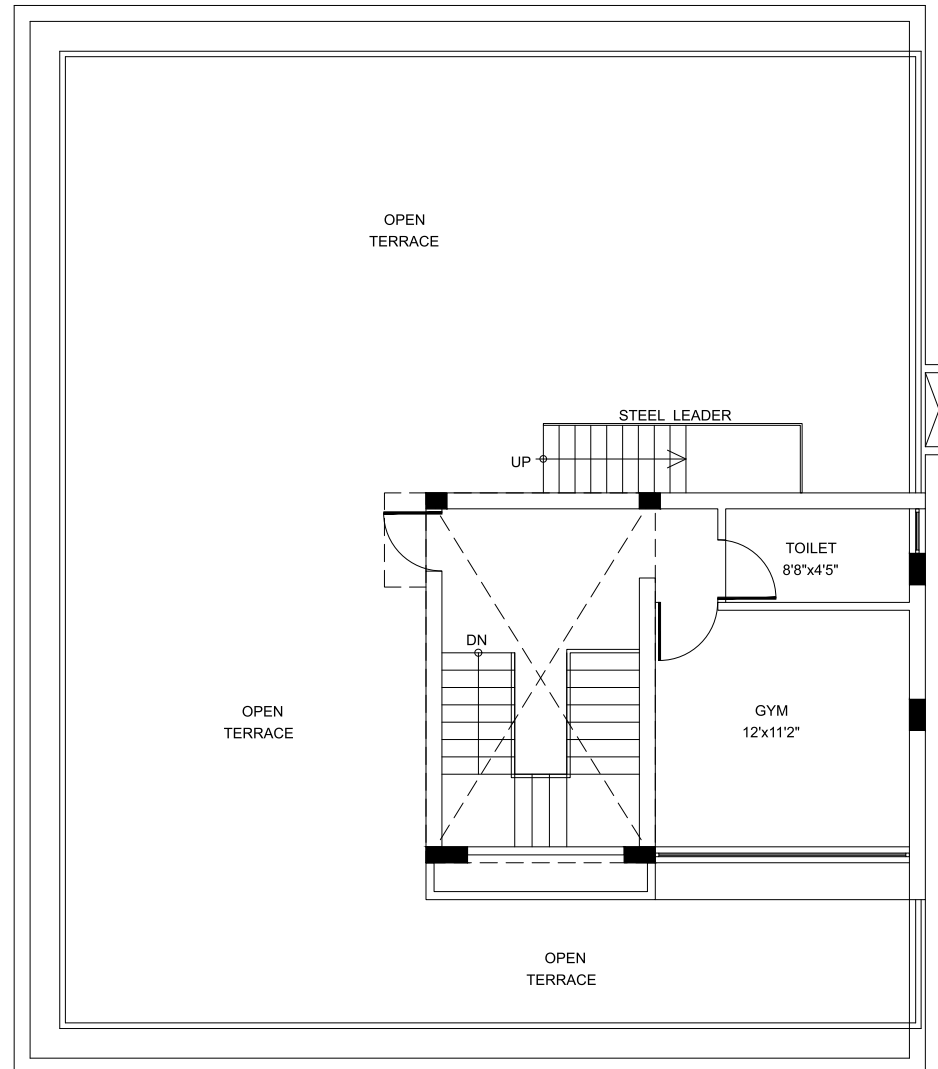 OPEN
TERRACE
STEEL LEADER
UP
TOILET
8'8"x4'5"
DN
OPEN
TERRACE
GYM
12'x11'2"
OPEN
TERRACE